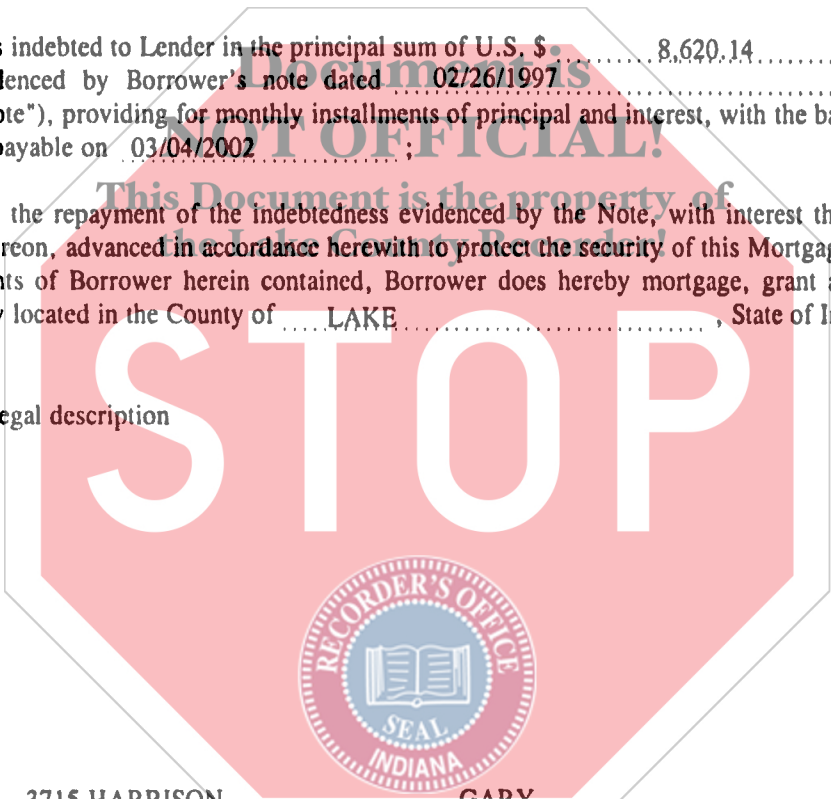 s indebted to Lender in the principal sum of U.S. $ 8,620.14
lenced by Borrower's note dated 02/26/1997
ote"), providing for monthly installments of principal and interest, with the ba
payable on 03/04/2002 ;
Document is
NOT OFFICIAL!
This Document is the property of
the Lake County Recorder!
the repayment of the indebtedness evidenced by the Note, with interest th
reon, advanced in accordance herewith to protect the security of this Mortgag
nts of Borrower herein contained, Borrower does hereby mortgage, grant a
y located in the County of LAKE , State of In
egal description
STOP
RECORDER'S OFFICE
SEAL
INDIANA
3715 HARRISON GARY